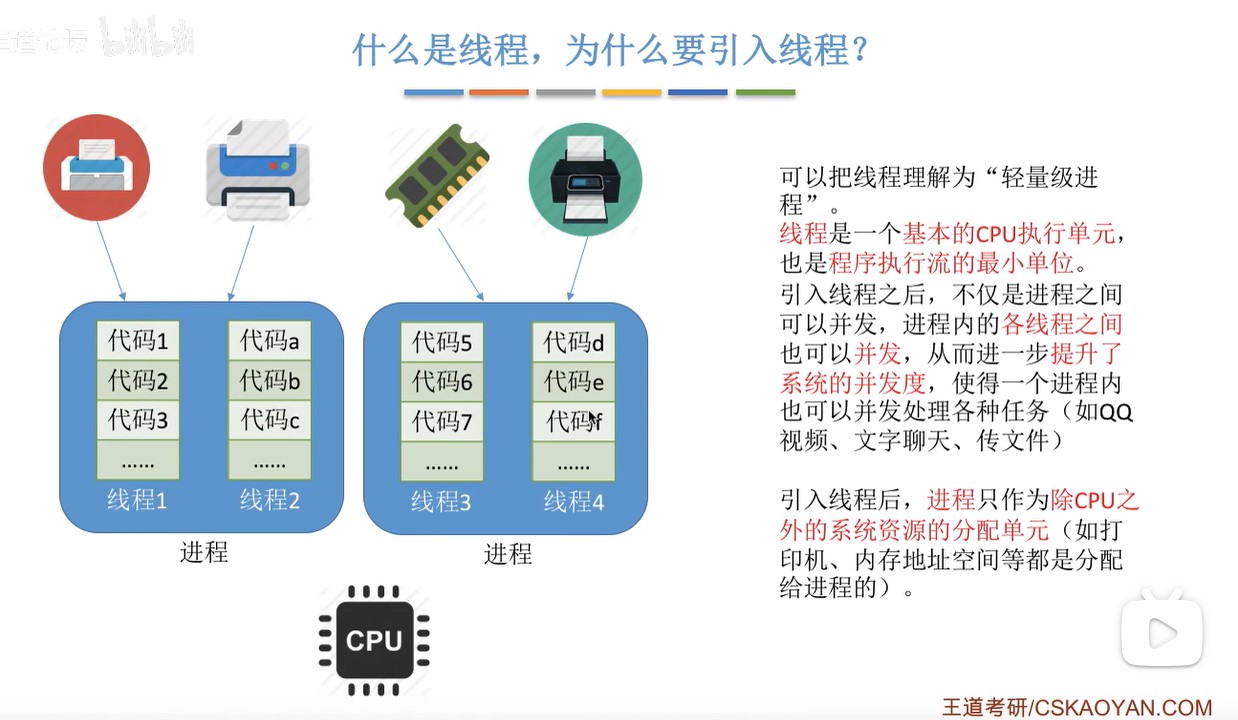 bilibili
什么是线程，为什么要引入线程？
可以把线程理解为“轻量级进
程”。
线程是一个基本的CPU执行单元，
也是程序执行流的最小单位。
引入线程之后，不仅是进程之间
可以并发，进程内的各线程之间
也可以并发，从而进一步提升了
系统的并发度，使得一个进程内
也可以并发处理各种任务（如QQ
视频、文字聊天、传文件）
引入线程后，进程只作为除CPU之
外的系统资源的分配单元（如打
印机、内存地址空间等都是分配
给进程的）。
代码1
代码2
代码3
……
线程1
代码a
代码b
代码c
……
线程2
进程
代码5
代码6
代码7
……
线程3
代码d
代码e
代码f
……
线程4
进程
CPU
王道考研/CSKAOYAN.COM